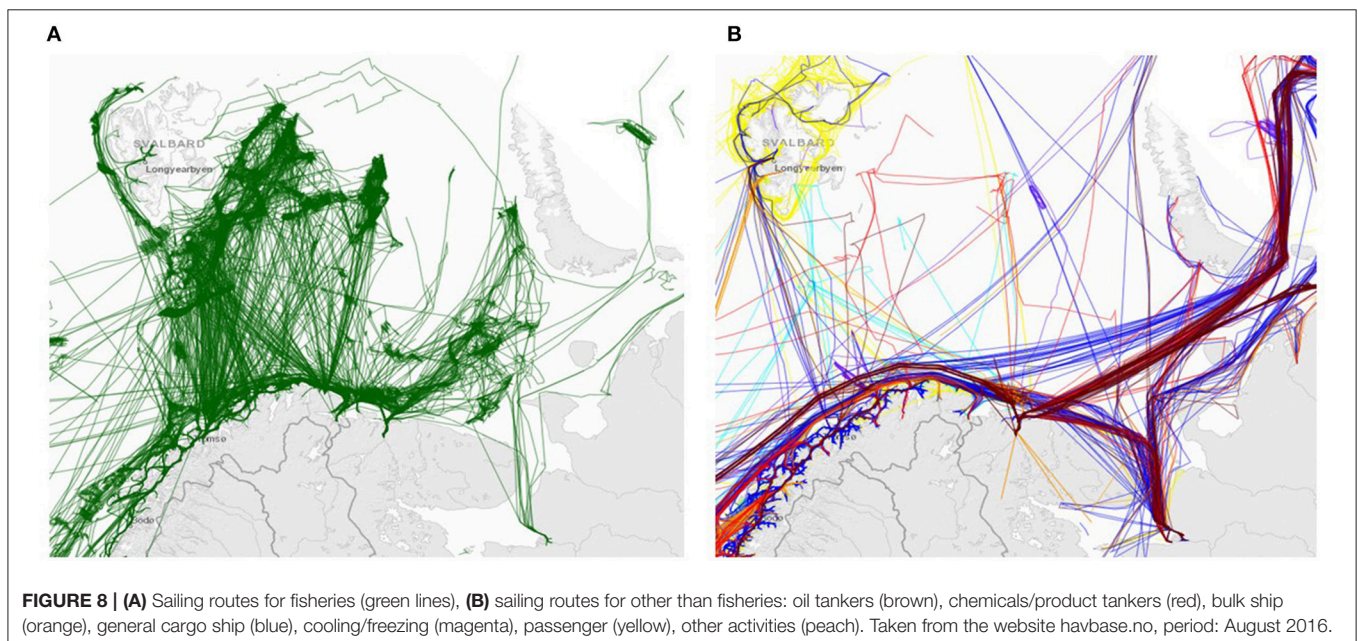 A
B
SVALBARD
Longyearbyen
SVALBARD
Longyearbyen
FIGURE 8 | (A) Sailing routes for fisheries (green lines), (B) sailing routes for other than fisheries: oil tankers (brown), chemicals/product tankers (red), bulk ship
(orange), general cargo ship (blue), cooling/freezing (magenta), passenger (yellow), other activities (peach). Taken from the website havbase.no, period: August 2016.